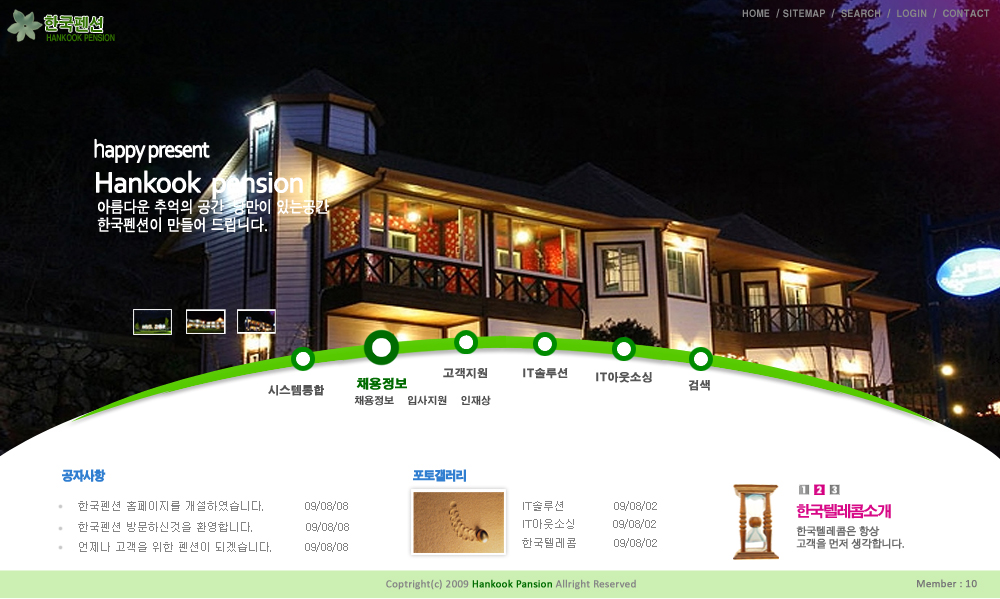 한국펜션
HANKOOK PENSION
HOME / SITEMAP / SEARCH / LOGIN / CONTACT
happy present
Hankook pension
아름다운 추억의 공간 낭만이 있는공간
한국펜션이 만들어 드립니다.
시스템통합
채용정보
고객지원
IT솔루션
IT아웃소싱
검색
채용정보 입사지원 인재상
공자사항
한국펜션 홈페이지를 개설하였습니다. 09/08/08
한국펜션 방문하신것을 환영합니다. 09/08/08
언제나 고객을 위한 펜션이 되겠습니다. 09/08/08
포토갤러리
IT솔루션 09/08/02
IT아웃소싱 09/08/02
한국텔레콤 09/08/02
1 2 3
한국텔레콤소개
한국텔레콤은 항상
고객을 먼저 생각합니다.
Coptright(c) 2009 Hankook Pansion Allright Reserved
Member : 10